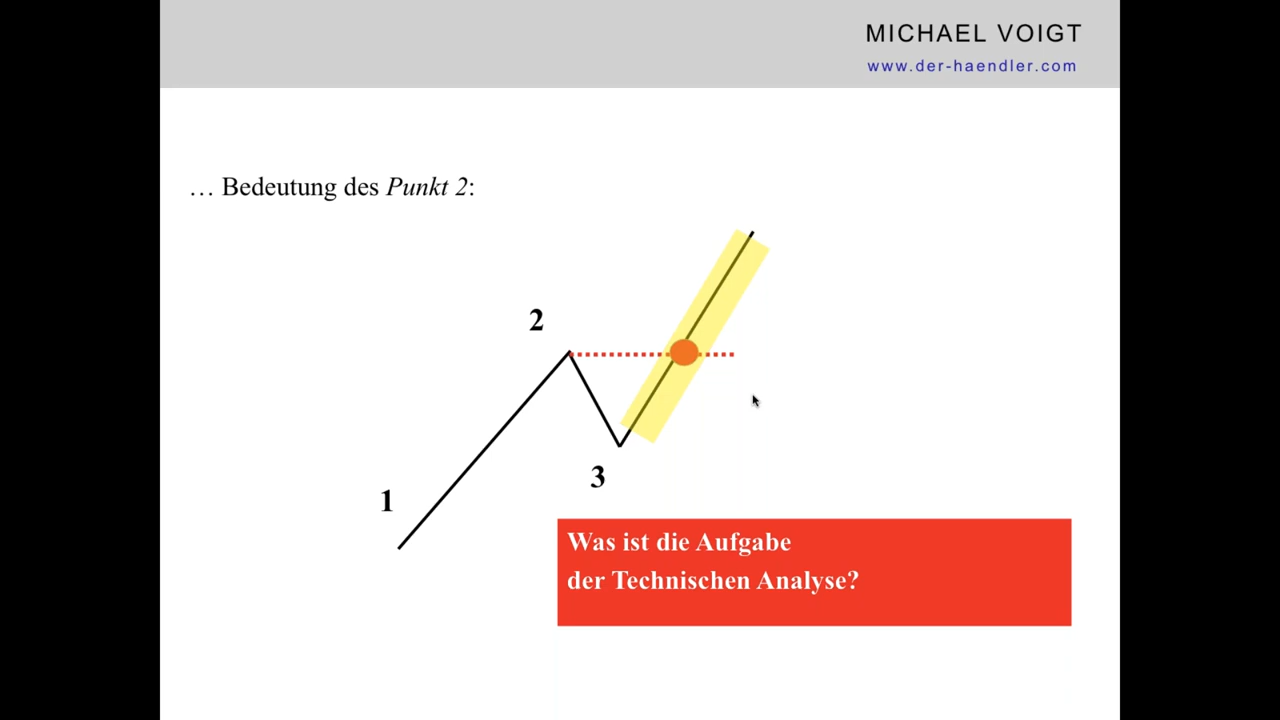 MICHAEL VOIGT
www.der-haendler.com
… Bedeutung des Punkt 2:
2
3
1
Was ist die Aufgabe
der Technischen Analyse?